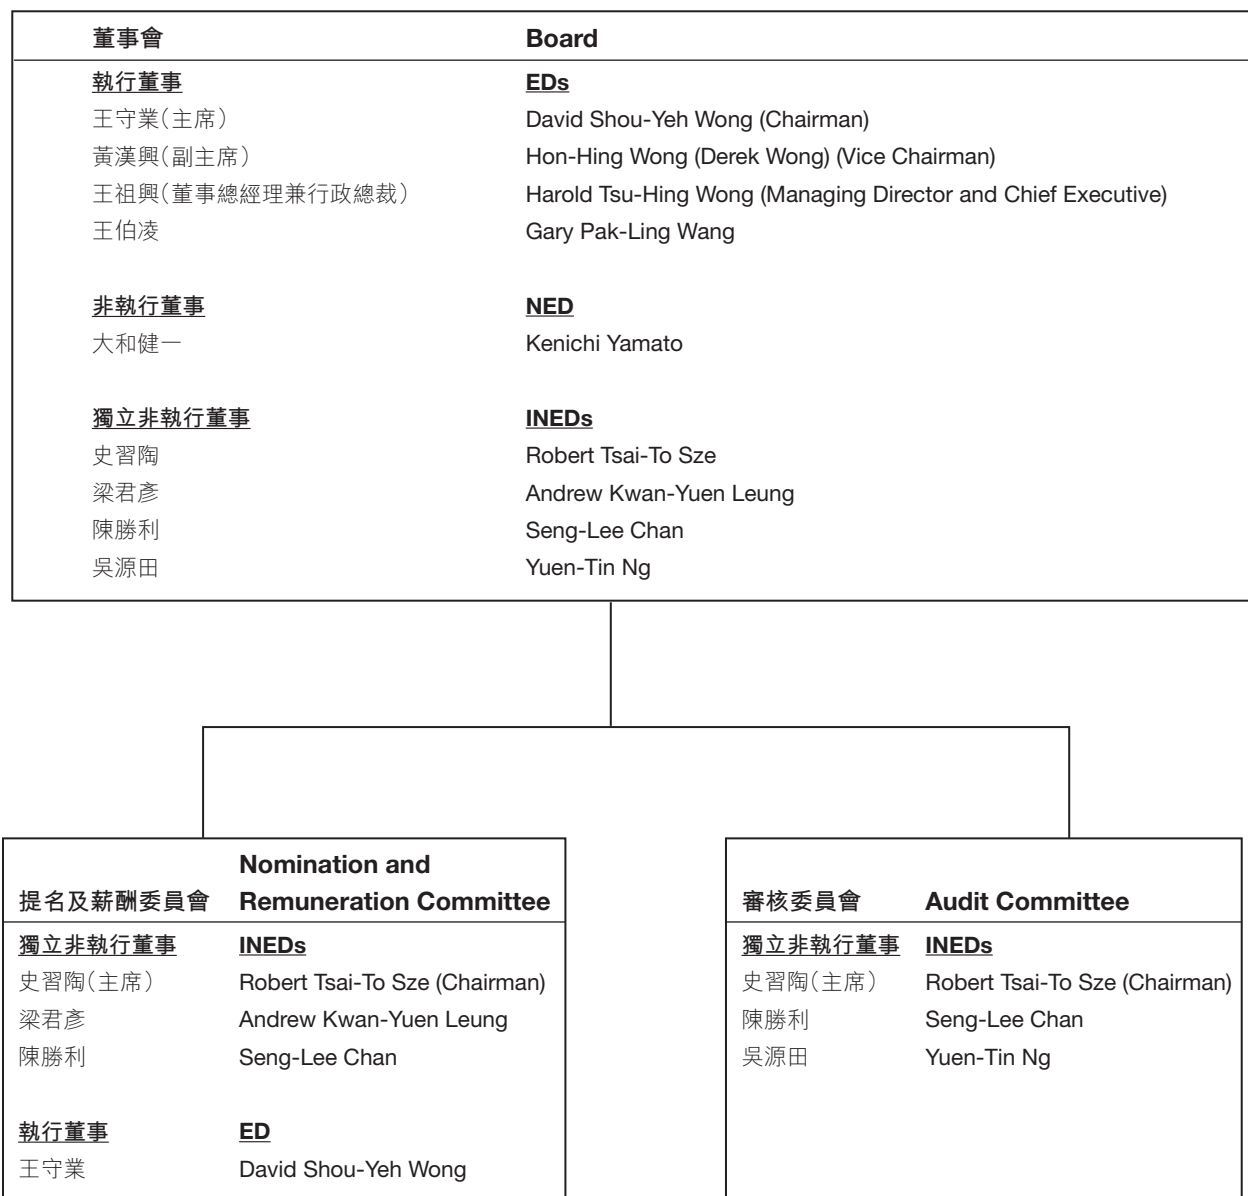 董事會 Board
執行董事 EDs
王守業（主席） David Shou-Yeh Wong (Chairman)
黃漢興（副主席） Hon-Hing Wong (Derek Wong) (Vice Chairman)
王祖興（董事總經理兼行政總裁） Harold Tsu-Hing Wong (Managing Director and Chief Executive)
王伯凌 Gary Pak-Ling Wang
非執行董事 NED
大和健一 Kenichi Yamato
獨立非執行董事 INEDs
史習陶 Robert Tsai-To Sze
梁君彥 Andrew Kwan-Yuen Leung
陳勝利 Seng-Lee Chan
吳源田 Yuen-Tin Ng
Nomination and
提名及薪酬委員會 Remuneration Committee
獨立非執行董事 INEDs
史習陶（主席） Robert Tsai-To Sze (Chairman)
梁君彥 Andrew Kwan-Yuen Leung
陳勝利 Seng-Lee Chan
執行董事 ED
王守業 David Shou-Yeh Wong
審核委員會 Audit Committee
獨立非執行董事 INEDs
史習陶（主席） Robert Tsai-To Sze (Chairman)
陳勝利 Seng-Lee Chan
吳源田 Yuen-Tin Ng